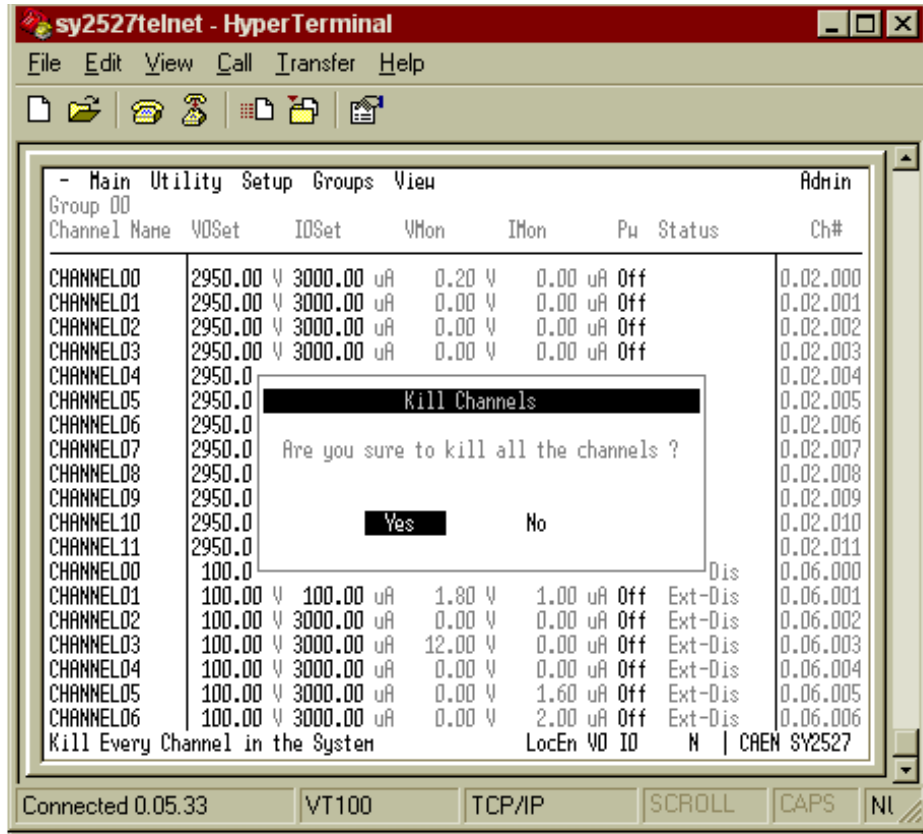 sy2527telnet - HyperTerminal
File Edit View Call Transfer Help
- Main Utility Setup Groups View Admin
Group 00
Channel Name V0Set I0Set VMon IMon Pw Status Ch#
CHANNEL00 2950.00 V 3000.00 uA 0.20 V 0.00 uA Off 0.02.000
CHANNEL01 2950.00 V 3000.00 uA 0.00 V 0.00 uA Off 0.02.001
CHANNEL02 2950.00 V 3000.00 uA 0.00 V 0.00 uA Off 0.02.002
CHANNEL03 2950.00 V 3000.00 uA 0.00 V 0.00 uA Off 0.02.003
CHANNEL04 2950.0 0.02.004
CHANNEL05 2950.0 Kill Channels 0.02.005
CHANNEL06 2950.0 0.02.006
CHANNEL07 2950.0 Are you sure to kill all the channels ? 0.02.007
CHANNEL08 2950.0 0.02.008
CHANNEL09 2950.0 0.02.009
CHANNEL10 2950.0 Yes No 0.02.010
CHANNEL11 2950.0 0.02.011
CHANNEL00 100.0 Dis 0.06.000
CHANNEL01 100.00 V 100.00 uA 1.80 V 1.00 uA Off Ext-Dis 0.06.001
CHANNEL02 100.00 V 3000.00 uA 0.00 V 0.00 uA Off Ext-Dis 0.06.002
CHANNEL03 100.00 V 3000.00 uA 12.00 V 0.00 uA Off Ext-Dis 0.06.003
CHANNEL04 100.00 V 3000.00 uA 0.00 V 0.00 uA Off Ext-Dis 0.06.004
CHANNEL05 100.00 V 3000.00 uA 0.00 V 1.60 uA Off Ext-Dis 0.06.005
CHANNEL06 100.00 V 3000.00 uA 0.00 V 2.00 uA Off Ext-Dis 0.06.006
Kill Every Channel in the System LocEn V0 I0 N | CAEN SY2527
Connected 0.05.33 VT100 TCP/IP SCROLL CAPS NU